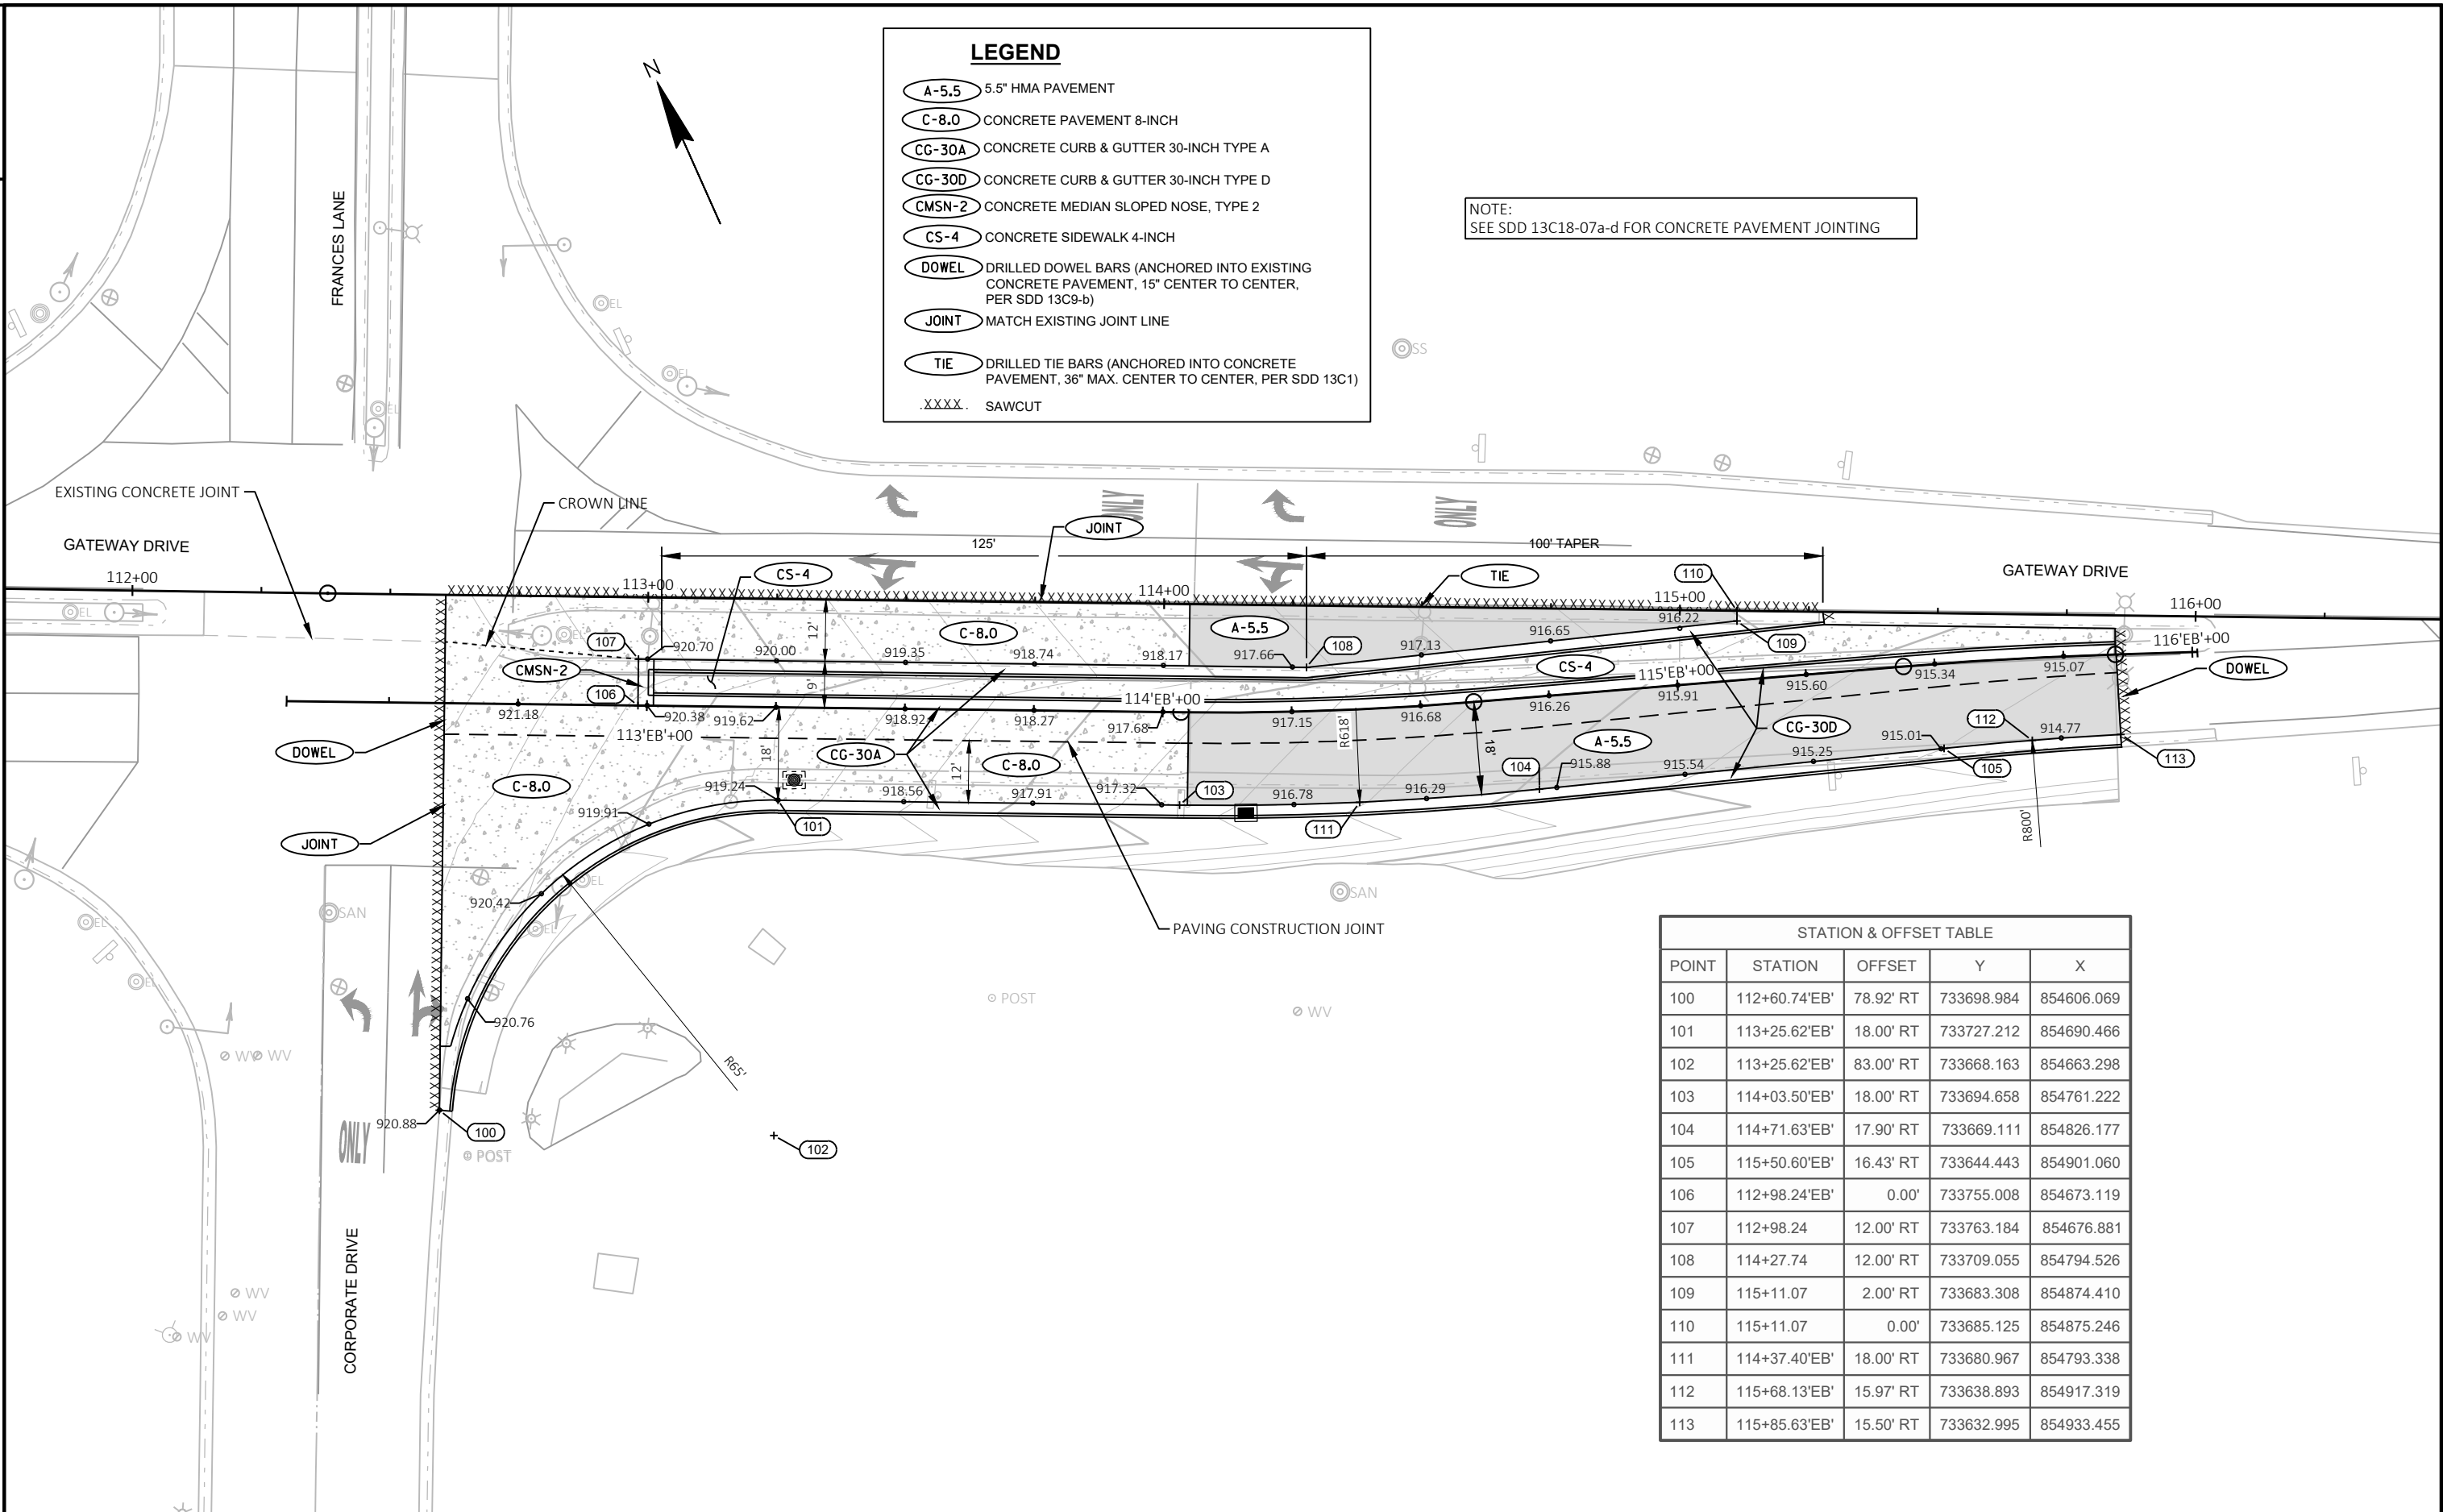 LEGEND
A-5.5 5.5" HMA PAVEMENT
C-8.0 CONCRETE PAVEMENT 8-INCH
CG-30A CONCRETE CURB & GUTTER 30-INCH TYPE A
CG-30D CONCRETE CURB & GUTTER 30-INCH TYPE D
CMSN-2 CONCRETE MEDIAN SLOPED NOSE, TYPE 2
CS-4 CONCRETE SIDEWALK 4-INCH
DOWEL DRILLED DOWEL BARS (ANCHORED INTO EXISTING
CONCRETE PAVEMENT, 15" CENTER TO CENTER,
PER SDD 13C9-b)
JOINT MATCH EXISTING JOINT LINE
TIE DRILLED TIE BARS (ANCHORED INTO CONCRETE
PAVEMENT, 36" MAX. CENTER TO CENTER, PER SDD 13C1)
XXXX SAWCUT
NOTE:
SEE SDD 13C18-07a-d FOR CONCRETE PAVEMENT JOINTING
N
FRANCES LANE
EL
EL
EL
SS
EXISTING CONCRETE JOINT
CROWN LINE
ONLY
ONLY
JOINT
GATEWAY DRIVE
125'
100' TAPER
GATEWAY DRIVE
112+00
113+00
CS-4
114+00
TIE
110
115+00
116+00
EL
EL
107
12'
C-8.0
A-5.5
916.65
916.22
109
116'EB'+00
920.70
920.00
919.35
918.74
918.17
917.66
108
917.13
CMSN-2
CS-4
915.07
DOWEL
106
9'
114'EB'+00
115'EB'+00
915.91
915.60
915.34
921.18
920.38
919.62
918.92
918.27
917.68
917.15
916.68
916.26
DOWEL
113'EB'+00
18'
CG-30A
12'
C-8.0
R618'
18'
A-5.5
CG-30D
915.01
112
914.77
113
C-8.0
919.24
918.56
917.91
917.32
103
916.78
916.29
104
915.88
915.54
915.25
105
919.91
101
111
R800'
JOINT
EL
SAN
920.42
EL
EL
SAN
PAVING CONSTRUCTION JOINT
EL
POST
WV
920.76
WV WV
R65'
920.88
100
ONLY
POST
102
CORPORATE DRIVE
WV
WV
WV
STATION & OFFSET TABLE
POINT STATION OFFSET Y X
100 112+60.74'EB' 78.92' RT 733698.984 854606.069
101 113+25.62'EB' 18.00' RT 733727.212 854690.466
102 113+25.62'EB' 83.00' RT 733668.163 854663.298
103 114+03.50'EB' 18.00' RT 733694.658 854761.222
104 114+71.63'EB' 17.90' RT 733669.111 854826.177
105 115+50.60'EB' 16.43' RT 733644.443 854901.060
106 112+98.24'EB' 0.00' 733755.008 854673.119
107 112+98.24 12.00' RT 733763.184 854676.881
108 114+27.74 12.00' RT 733709.055 854794.526
109 115+11.07 2.00' RT 733683.308 854874.410
110 115+11.07 0.00' 733685.125 854875.246
111 114+37.40'EB' 18.00' RT 733680.967 854793.338
112 115+68.13'EB' 15.97' RT 733638.893 854917.319
113 115+85.63'EB' 15.50' RT 733632.995 854933.455